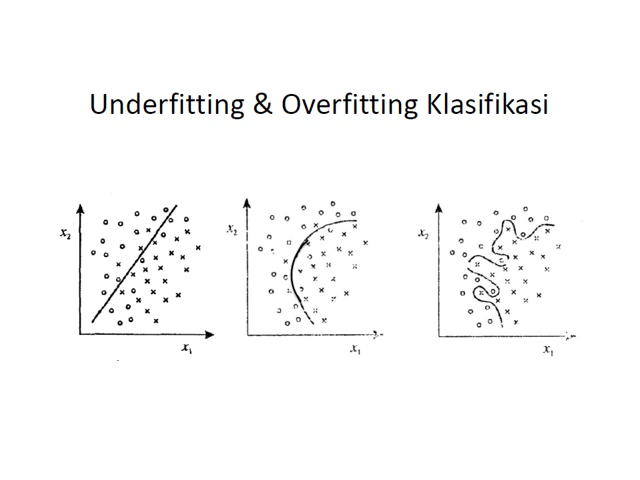 Underfitting & Overfitting Klasifikasi
x₂
x₁
x₂
x₁
x₂
x₁